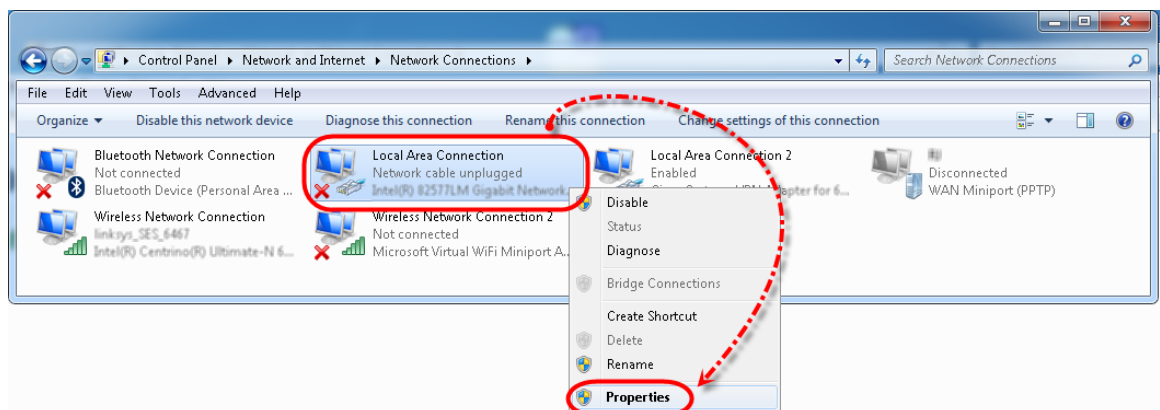 Control Panel ▸ Network and Internet ▸ Network Connections ▸
Search Network Connections
File Edit View Tools Advanced Help
Organize Disable this network device Diagnose this connection Rename this connection Change settings of this connection
Bluetooth Network Connection
Not connected
Bluetooth Device (Personal Area ...
Local Area Connection
Network cable unplugged
Intel(R) 82577LM Gigabit Network
Local Area Connection 2
Enabled
Adapter for 6...
Disconnected
WAN Miniport (PPTP)
Wireless Network Connection
linksys_SES_6467
Intel(R) Centrino(R) Ultimate-N 6...
Wireless Network Connection 2
Not connected
Microsoft Virtual WiFi Miniport A...
Disable
Status
Diagnose
Bridge Connections
Create Shortcut
Delete
Rename
Properties